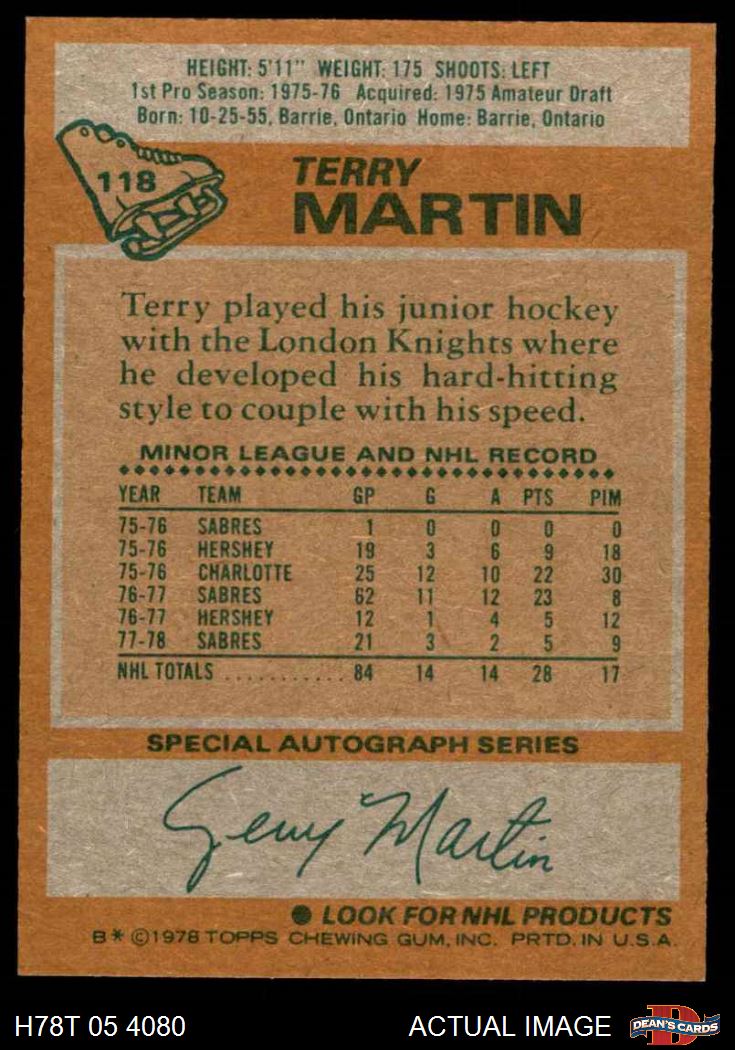 HEIGHT: 5'11" WEIGHT: 175 SHOOTS: LEFT
1st Pro Season: 1975-76 Acquired: 1975 Amateur Draft
Born: 10-25-55, Barrie, Ontario Home: Barrie, Ontario
118
TERRY
MARTIN
Terry played his junior hockey
with the London Knights where
he developed his hard-hitting
style to couple with his speed.
MINOR LEAGUE AND NHL RECORD
YEAR TEAM GP G A PTS PIM
75-76 SABRES 1 0 0 0 0
75-76 HERSHEY 19 3 6 9 18
75-76 CHARLOTTE 25 12 10 22 30
76-77 SABRES 62 11 12 23 8
76-77 HERSHEY 12 1 4 5 12
77-78 SABRES 21 3 2 5 9
NHL TOTALS ........... 84 14 14 28 17
SPECIAL AUTOGRAPH SERIES
Terry Martin
LOOK FOR NHL PRODUCTS
B* ©1978 TOPPS CHEWING GUM, INC. PRTD. IN U.S.A.
H78T 05 4080 ACTUAL IMAGE
D
DEAN'S CARDS